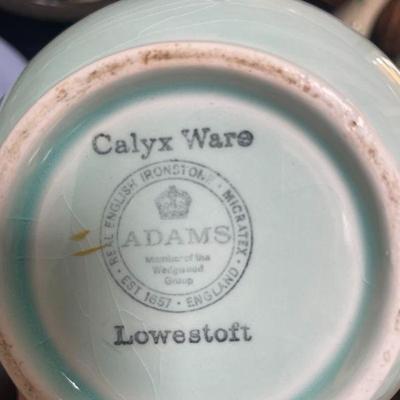 Calyx Ware
REAL ENGLISH IRONSTONE · MICRATEX
ADAMS
Member of the
Wedgwood
Group
· EST 1657 · ENGLAND ·
Lowestoft